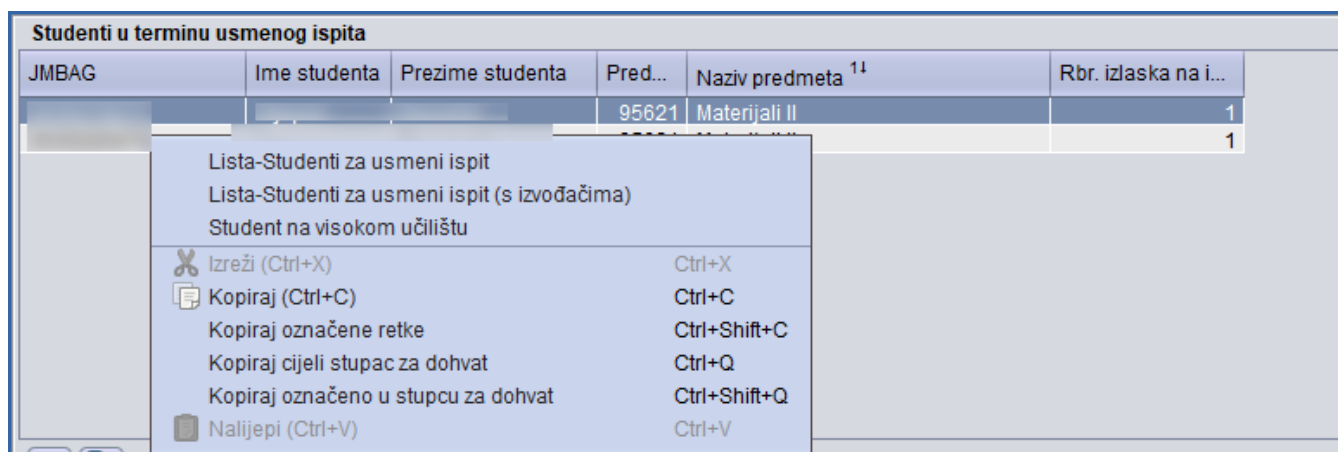 Studenti u terminu usmenog ispita
JMBAG Ime studenta Prezime studenta Pred... Naziv predmeta 1↓ Rbr. izlaska na i...
95621 Materijali II 1
1
Lista-Studenti za usmeni ispit
Lista-Studenti za usmeni ispit (s izvođačima)
Student na visokom učilištu
Izreži (Ctrl+X) Ctrl+X
Kopiraj (Ctrl+C) Ctrl+C
Kopiraj označene retke Ctrl+Shift+C
Kopiraj cijeli stupac za dohvat Ctrl+Q
Kopiraj označeno u stupcu za dohvat Ctrl+Shift+Q
Nalijepi (Ctrl+V) Ctrl+V